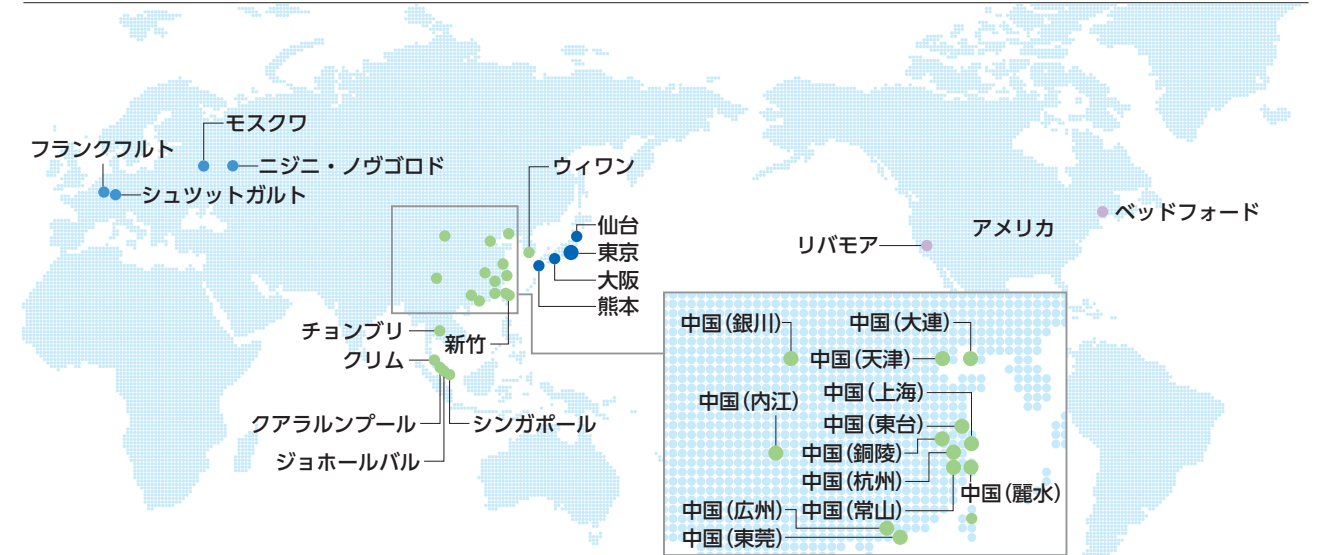 モスクワ
フランクフルト
ニジニ・ノヴゴロド
シュツットガルト
ウィワン
仙台
東京
大阪
熊本
リバモア
アメリカ
ベッドフォード
チョンブリ
新竹
クリム
クアラルンプール
シンガポール
ジョホールバル
中国(銀川)
中国(大連)
中国(天津)
中国(内江)
中国(上海)
中国(東台)
中国(銅陵)
中国(杭州)
中国(麗水)
中国(広州)
中国(常山)
中国(東莞)